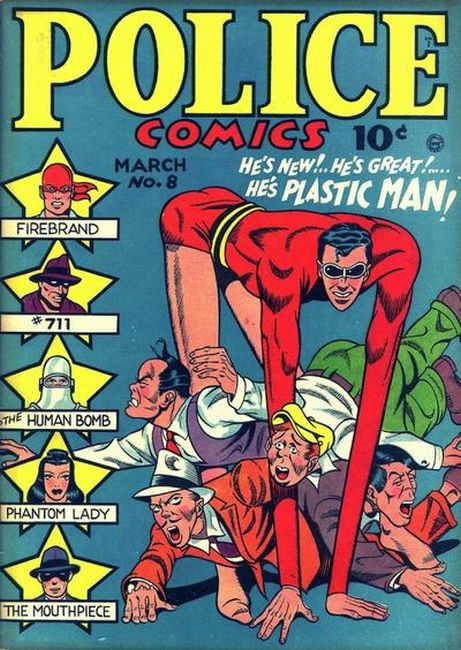 POLICE
COMICS 10¢
MARCH
No. 8
HE'S NEW!.. HE'S GREAT!....
HE'S PLASTIC MAN!
FIREBRAND
#711
THE HUMAN BOMB
PHANTOM LADY
THE MOUTHPIECE